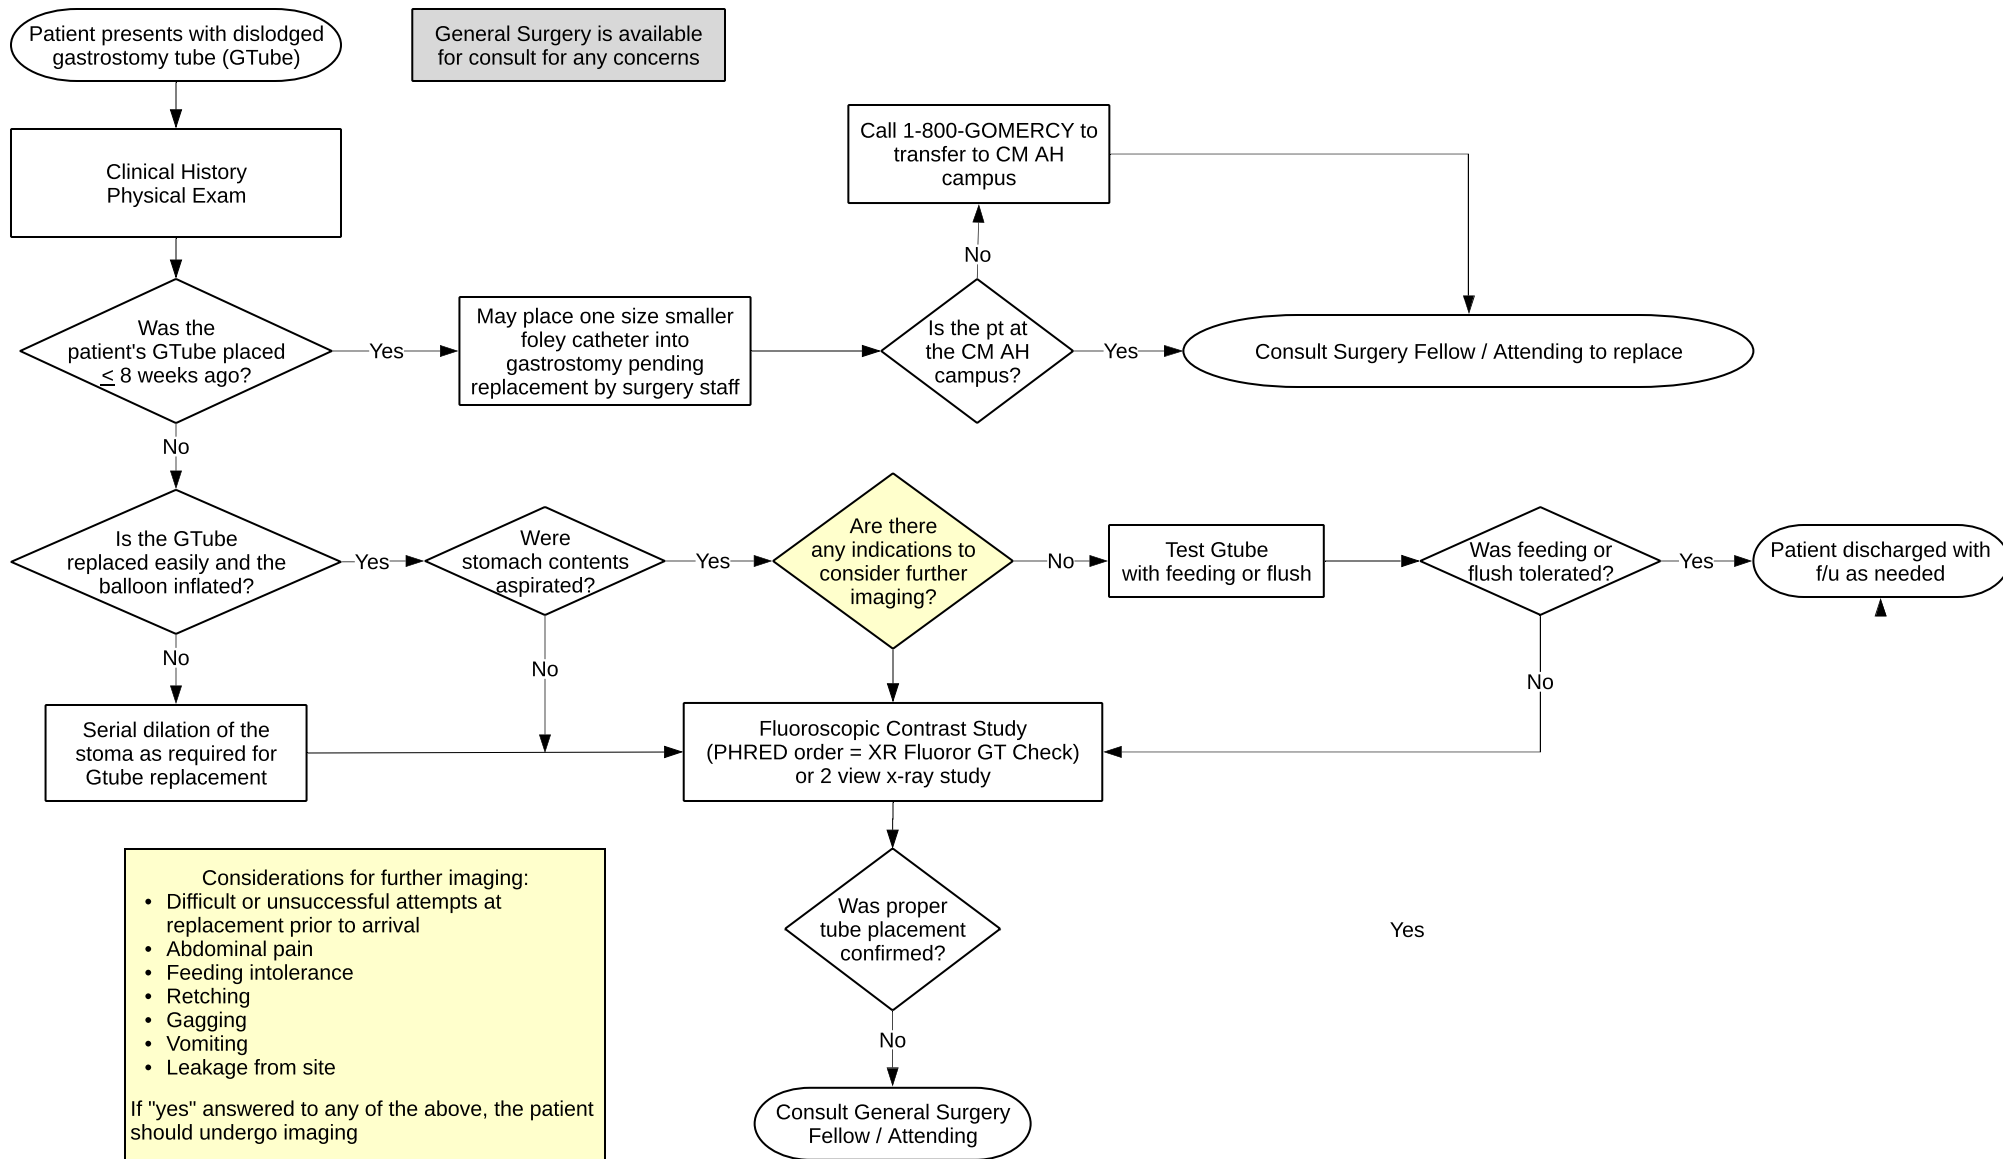 Patient presents with dislodged
gastrostomy tube (GTube)
General Surgery is available
for consult for any concerns
Clinical History
Physical Exam
Call 1-800-GOMERCY to
transfer to CM AH
campus
No
Was the
patient's GTube placed
< 8 weeks ago?
Yes
May place one size smaller
foley catheter into
gastrostomy pending
replacement by surgery staff
Is the pt at
the CM AH
campus?
Yes
Consult Surgery Fellow / Attending to replace
No
Is the GTube
replaced easily and the
balloon inflated?
Yes
Were
stomach contents
aspirated?
Yes
Are there
any indications to
consider further
imaging?
No
Test Gtube
with feeding or flush
Was feeding or
flush tolerated?
Yes
Patient discharged with
f/u as needed
No
No
No
Serial dilation of the
stoma as required for
Gtube replacement
Fluoroscopic Contrast Study
(PHRED order = XR Fluoror GT Check)
or 2 view x-ray study
Considerations for further imaging:
• Difficult or unsuccessful attempts at
replacement prior to arrival
• Abdominal pain
• Feeding intolerance
• Retching
• Gagging
• Vomiting
• Leakage from site
If "yes" answered to any of the above, the patient
should undergo imaging
Was proper
tube placement
confirmed?
Yes
No
Consult General Surgery
Fellow / Attending